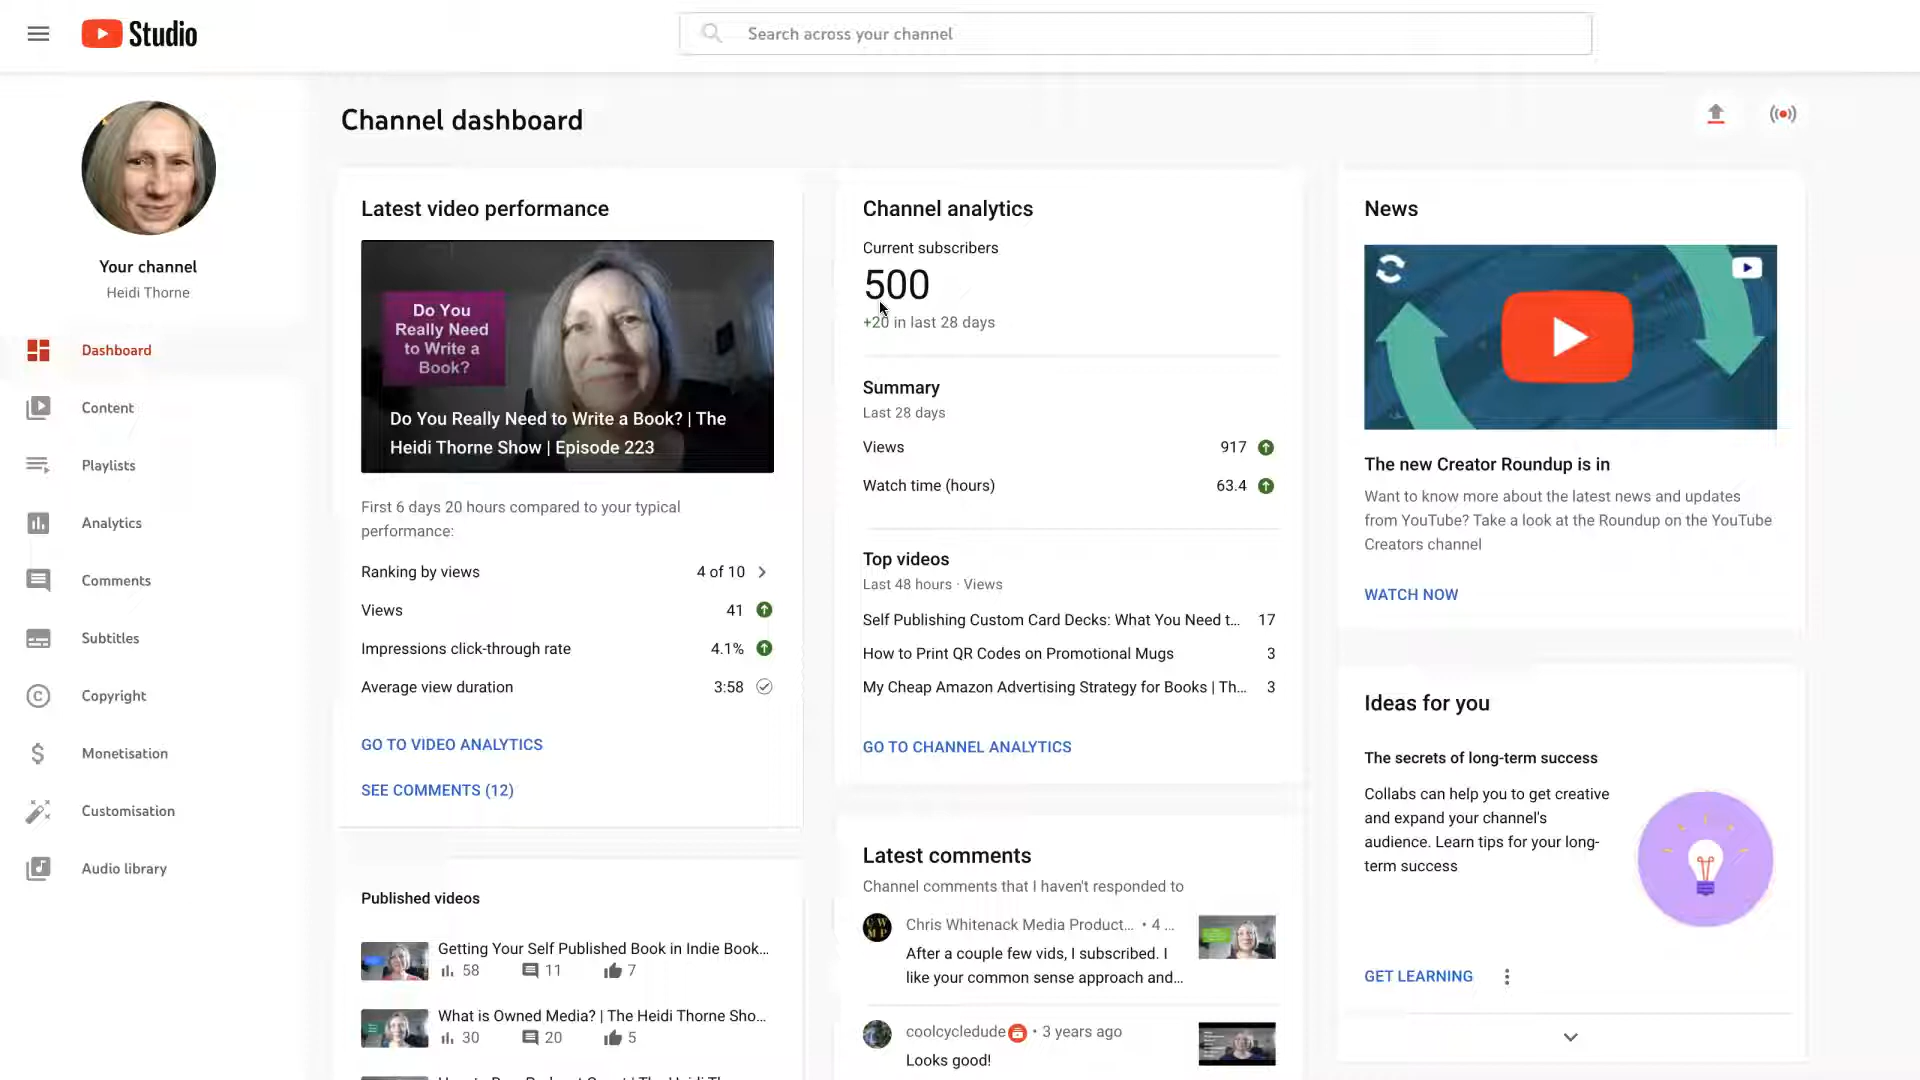 Studio
Search across your channel
Channel dashboard
Your channel
Heidi Thorne
Dashboard
Content
Playlists
Analytics
Comments
Subtitles
Copyright
Monetisation
Customisation
Audio library
Latest video performance
Do You
Really Need
to Write a
Book?
Do You Really Need to Write a Book? | The
Heidi Thorne Show | Episode 223
First 6 days 20 hours compared to your typical
performance:
Ranking by views 4 of 10
Views 41
Impressions click-through rate 4.1%
Average view duration 3:58
GO TO VIDEO ANALYTICS
SEE COMMENTS (12)
Published videos
Getting Your Self Published Book in Indie Book...
58 11 7
What is Owned Media? | The Heidi Thorne Sho...
30 20 5
Channel analytics
Current subscribers
500
+20 in last 28 days
Summary
Last 28 days
Views 917
Watch time (hours) 63.4
Top videos
Last 48 hours · Views
Self Publishing Custom Card Decks: What You Need t... 17
How to Print QR Codes on Promotional Mugs 3
My Cheap Amazon Advertising Strategy for Books | Th... 3
GO TO CHANNEL ANALYTICS
Latest comments
Channel comments that I haven't responded to
CW
MP
Chris Whitenack Media Product... • 4 ...
After a couple few vids, I subscribed. I
like your common sense approach and...
coolcycledude • 3 years ago
Looks good!
News
The new Creator Roundup is in
Want to know more about the latest news and updates
from YouTube? Take a look at the Roundup on the YouTube
Creators channel
WATCH NOW
Ideas for you
The secrets of long-term success
Collabs can help you to get creative
and expand your channel's
audience. Learn tips for your long-
term success
GET LEARNING